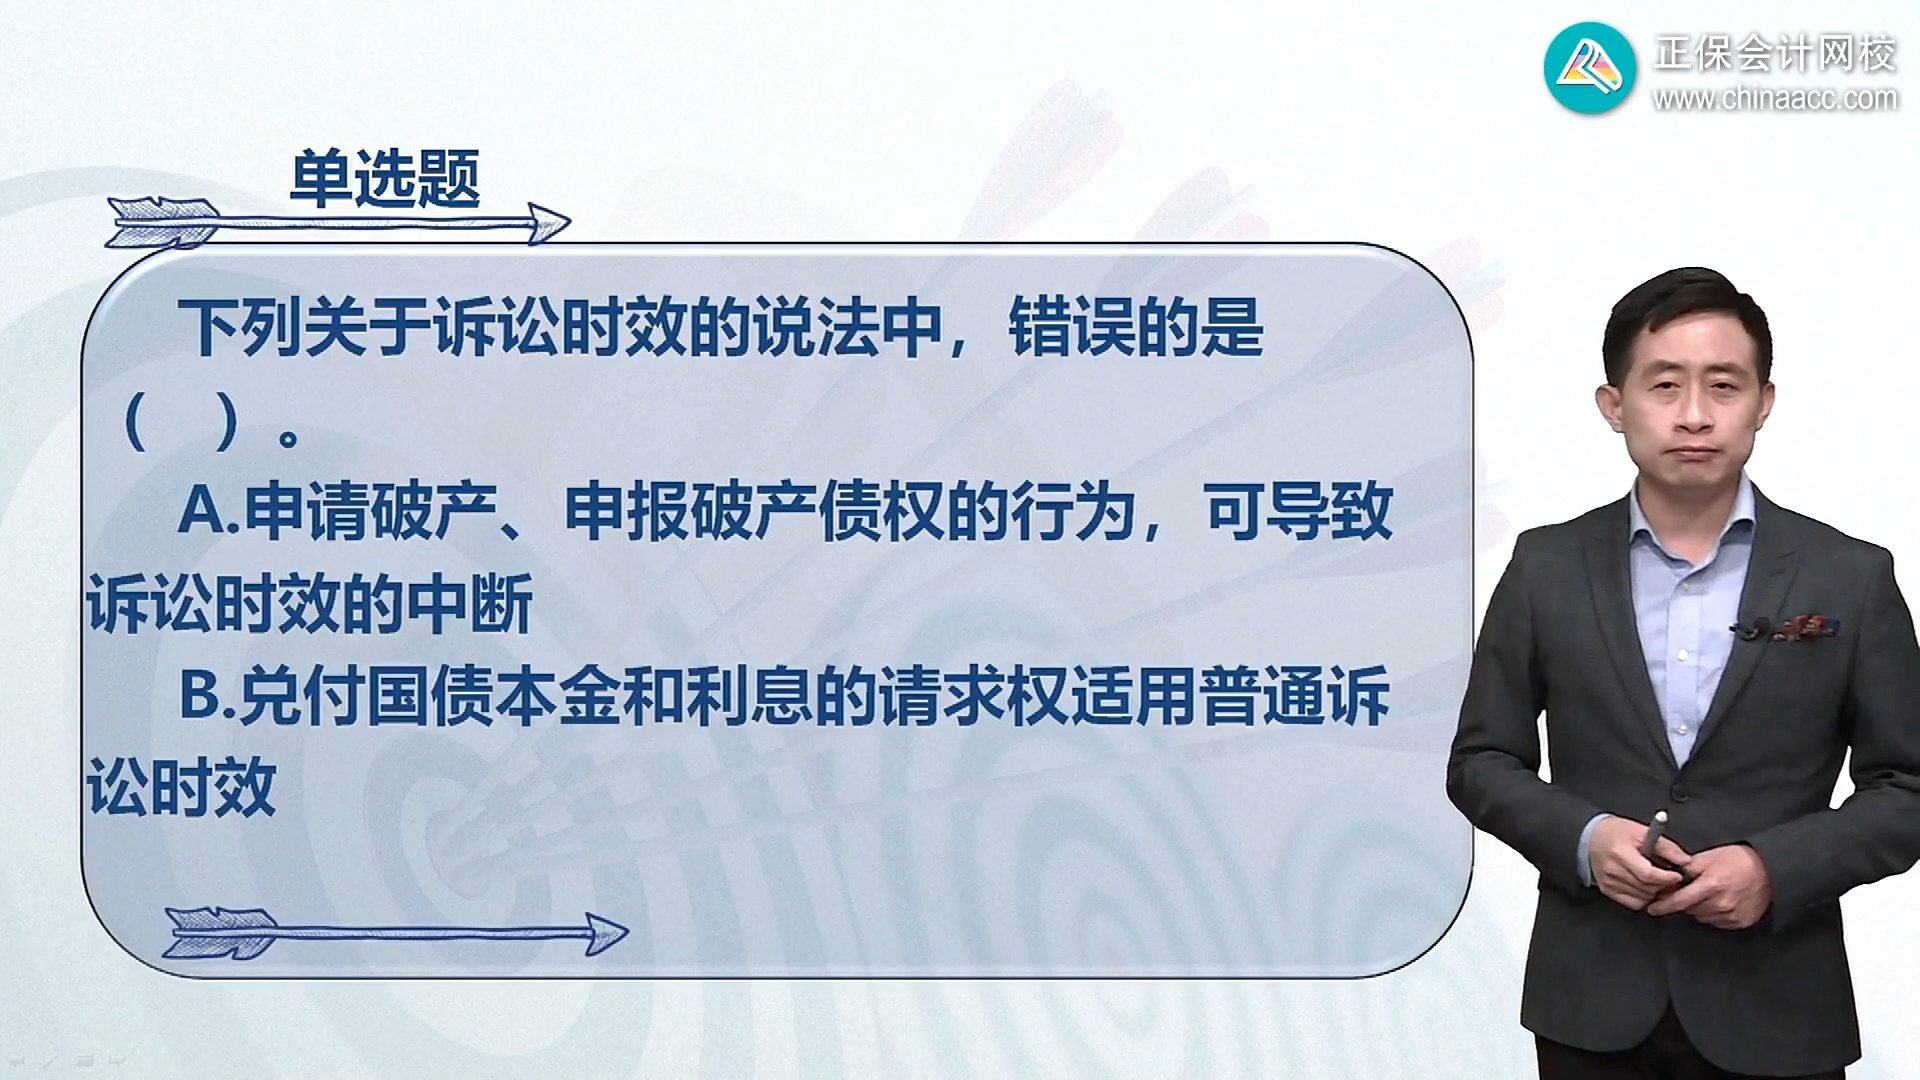 正保会计网校
www.chinaacc.com
单选题
下列关于诉讼时效的说法中，错误的是
（ ）。
A.申请破产、申报破产债权的行为，可导致
诉讼时效的中断
B.兑付国债本金和利息的请求权适用普通诉
讼时效